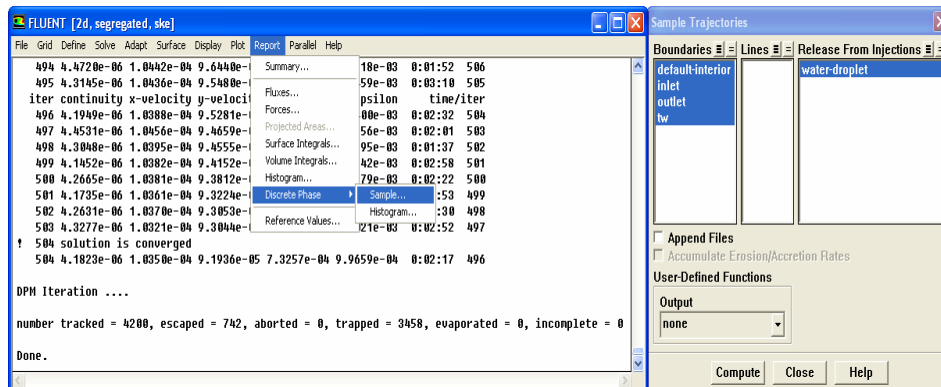 FLUENT [2d, segregated, ske]
File Grid Define Solve Adapt Surface Display Plot Report Parallel Help
494 4.4720e-06 1.0442e-04 9.6440e- 18e-03 0:01:52 506
495 4.3145e-06 1.0436e-04 9.5480e- 59e-03 0:03:10 505
iter continuity x-velocity y-velocit psilon time/iter
496 4.1949e-06 1.0388e-04 9.5281e- 00e-03 0:02:32 504
497 4.4531e-06 1.0456e-04 9.4659e- 56e-03 0:02:01 503
498 4.3048e-06 1.0395e-04 9.4555e- 95e-03 0:01:37 502
499 4.1452e-06 1.0382e-04 9.4152e- 42e-03 0:02:58 501
500 4.2665e-06 1.0381e-04 9.3812e- 79e-03 0:02:22 500
501 4.1735e-06 1.0361e-04 9.3224e- :53 499
502 4.2631e-06 1.0370e-04 9.3053e- :30 498
503 4.3277e-06 1.0321e-04 9.3044e- 21e-03 0:02:52 497
! 504 solution is converged
504 4.1823e-06 1.0350e-04 9.1936e-05 7.3257e-04 9.9659e-04 0:02:17 496
DPM Iteration ....
number tracked = 4200, escaped = 742, aborted = 0, trapped = 3458, evaporated = 0, incomplete = 0
Done.
Summary...
Fluxes...
Forces...
Projected Areas...
Surface Integrals...
Volume Integrals...
Histogram...
Discrete Phase
Reference Values...
Sample...
Histogram...
Sample Trajectories
Boundaries Lines Release From Injections
default-interior water-droplet
inlet
outlet
tw
Append Files
Accumulate Erosion/Accretion Rates
User-Defined Functions
Output
none
Compute Close Help